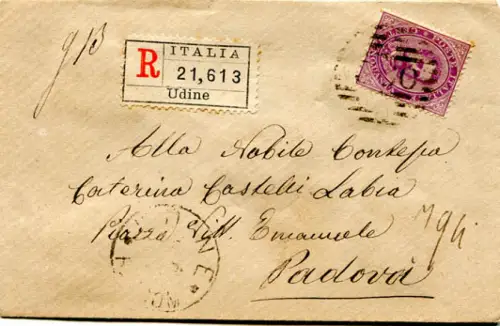 R ITALIA
21,613
Udine
Alla Nobile Contessa
Caterina Castelli Labia
Piazza Vitt. Emanuele
Padova